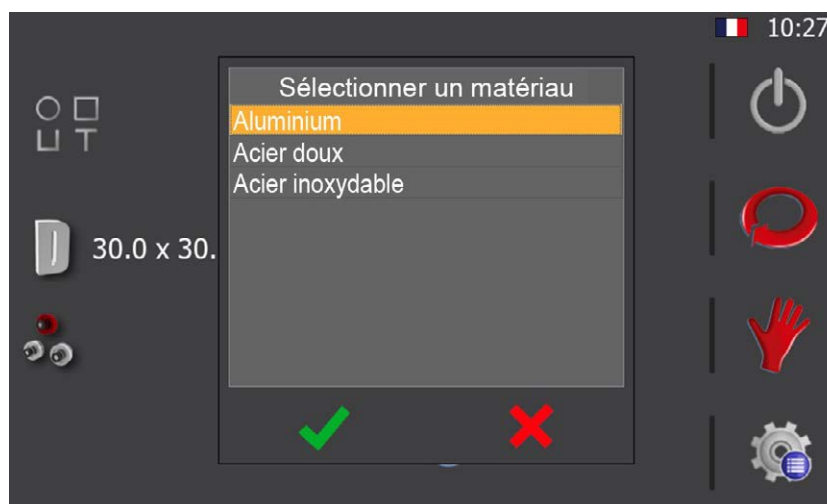 10:27
Sélectionner un matériau
Aluminium
Acier doux
Acier inoxydable
30.0 x 30.